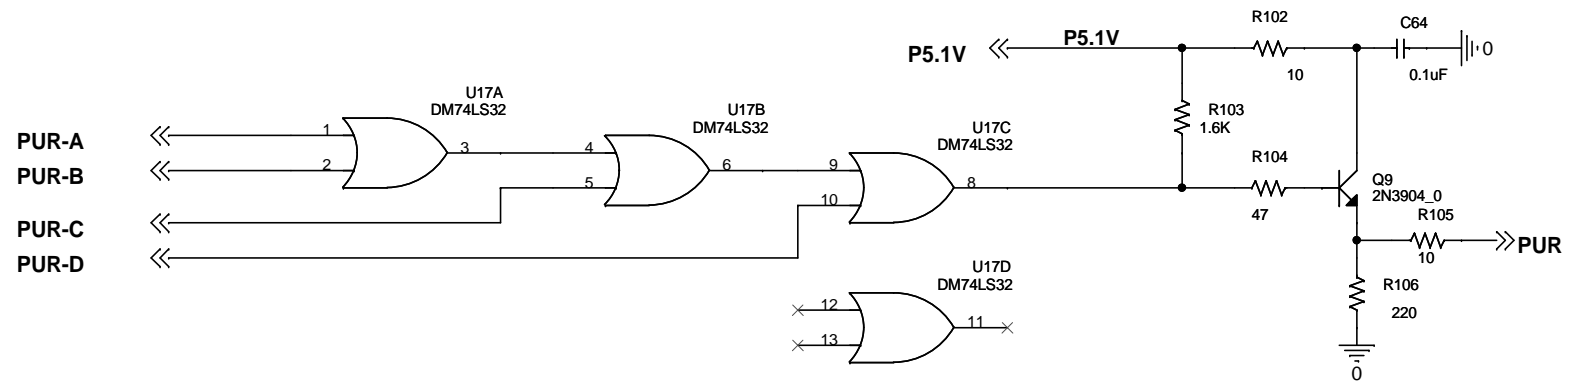 R102
C64
P5.1V
P5.1V
0
10
0.1uF
U17A
DM74LS32
U17B
DM74LS32
R103
1.6K
U17C
DM74LS32
PUR-A
1
3
4
PUR-B
2
6
9
5
8
R104
Q9
2N3904_0
10
47
R105
PUR-C
PUR
PUR-D
10
U17D
DM74LS32
R106
12
220
11
13
0